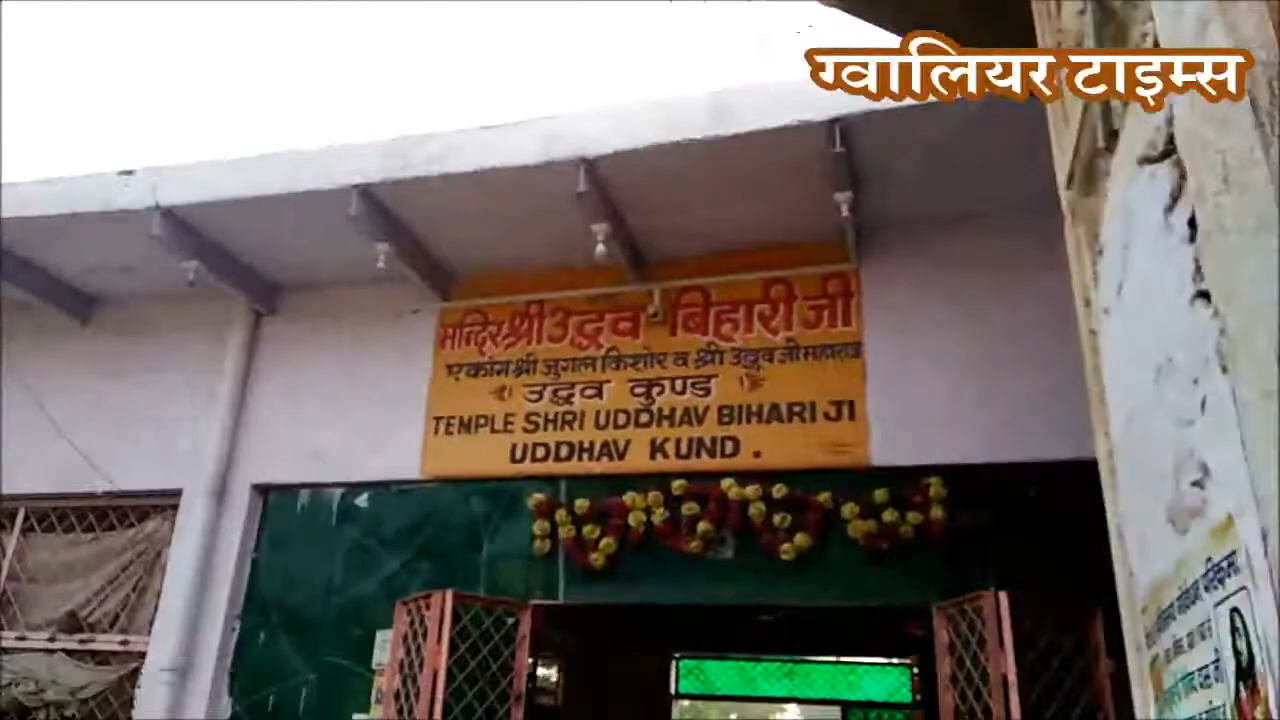 ग्वालियर टाइम्स
मन्दिर श्री उद्धव बिहारी जी
एकांग श्री जुगल किशोर व श्री उद्धव जी महाराज
उद्धव कुण्ड
TEMPLE SHRI UDDHAV BIHARI JI
UDDHAV KUND .